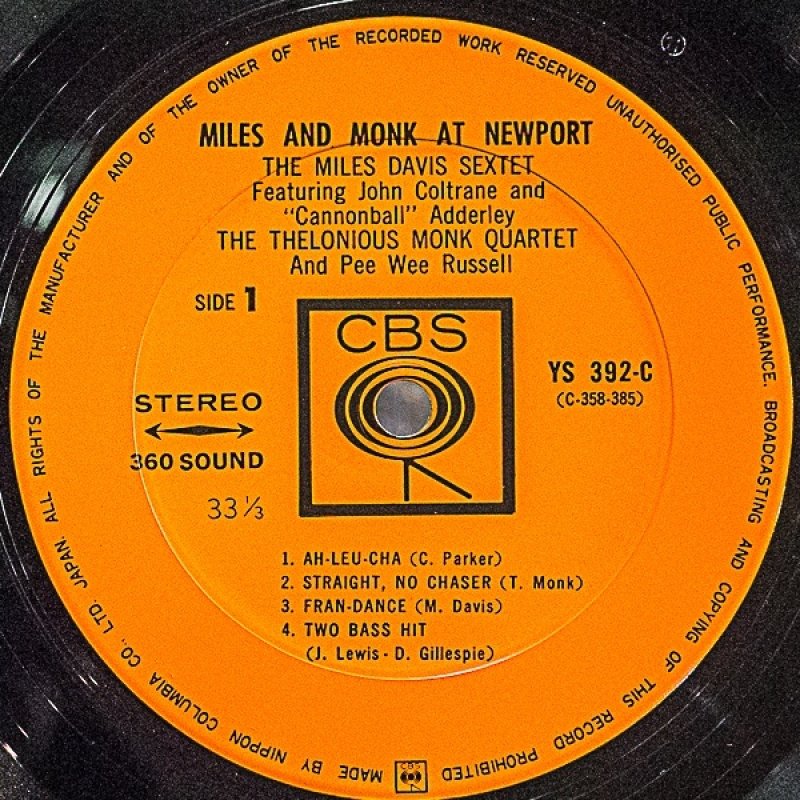 MILES AND MONK AT NEWPORT
THE MILES DAVIS SEXTET
Featuring John Coltrane and
"Cannonball" Adderley
THE THELONIOUS MONK QUARTET
And Pee Wee Russell
SIDE 1
CBS
YS 392-C
(C-358-385)
STEREO
360 SOUND
33 ⅓
1. AH-LEU-CHA (C. Parker)
2. STRAIGHT, NO CHASER (T. Monk)
3. FRAN-DANCE (M. Davis)
4. TWO BASS HIT
(J. Lewis - D. Gillespie)
MADE BY NIPPON COLUMBIA CO., LTD. JAPAN. ALL RIGHTS OF THE MANUFACTURER AND OF THE OWNER OF THE RECORDED WORK RESERVED UNAUTHORISED PUBLIC PERFORMANCE. BROADCASTING AND COPYING OF THIS RECORD PROHIBITED
CBS